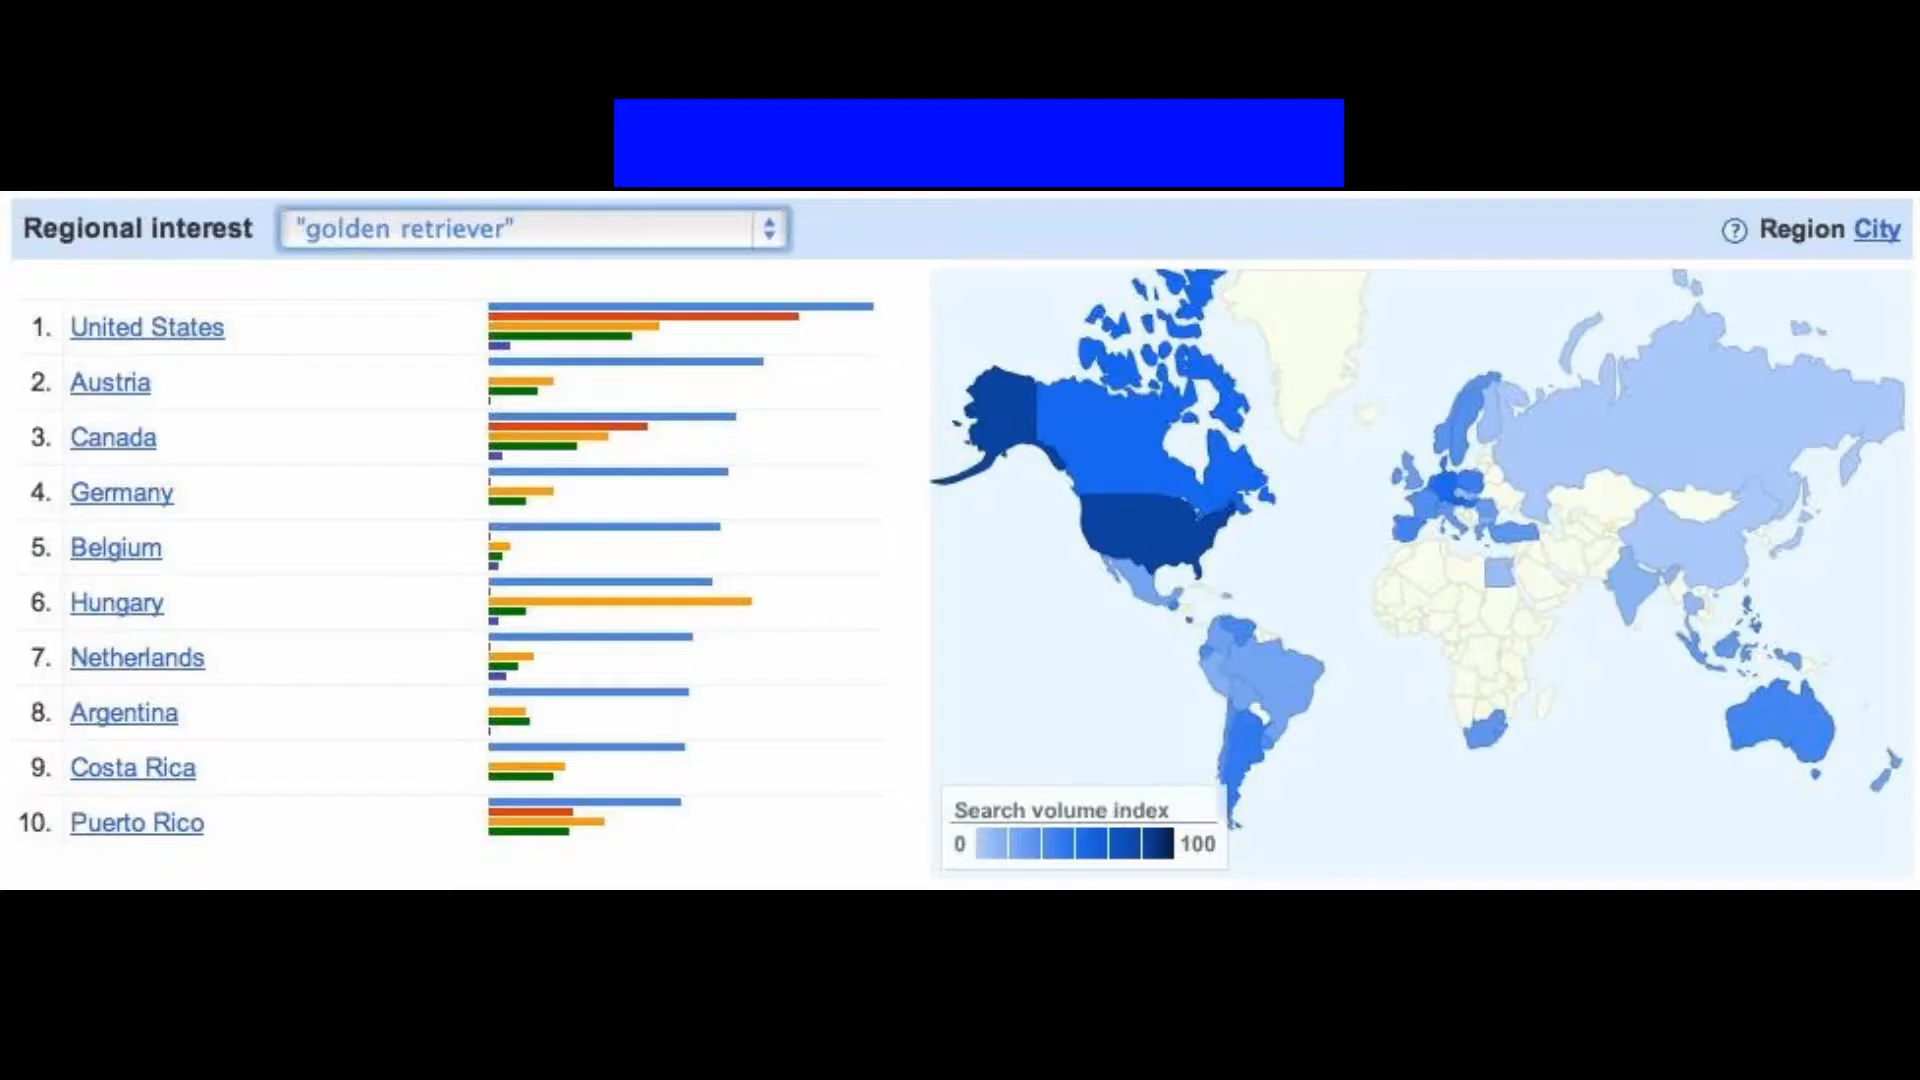 Regional interest "golden retriever" ? Region City
1. United States
2. Austria
3. Canada
4. Germany
5. Belgium
6. Hungary
7. Netherlands
8. Argentina
9. Costa Rica
10. Puerto Rico
Search volume index
0 100